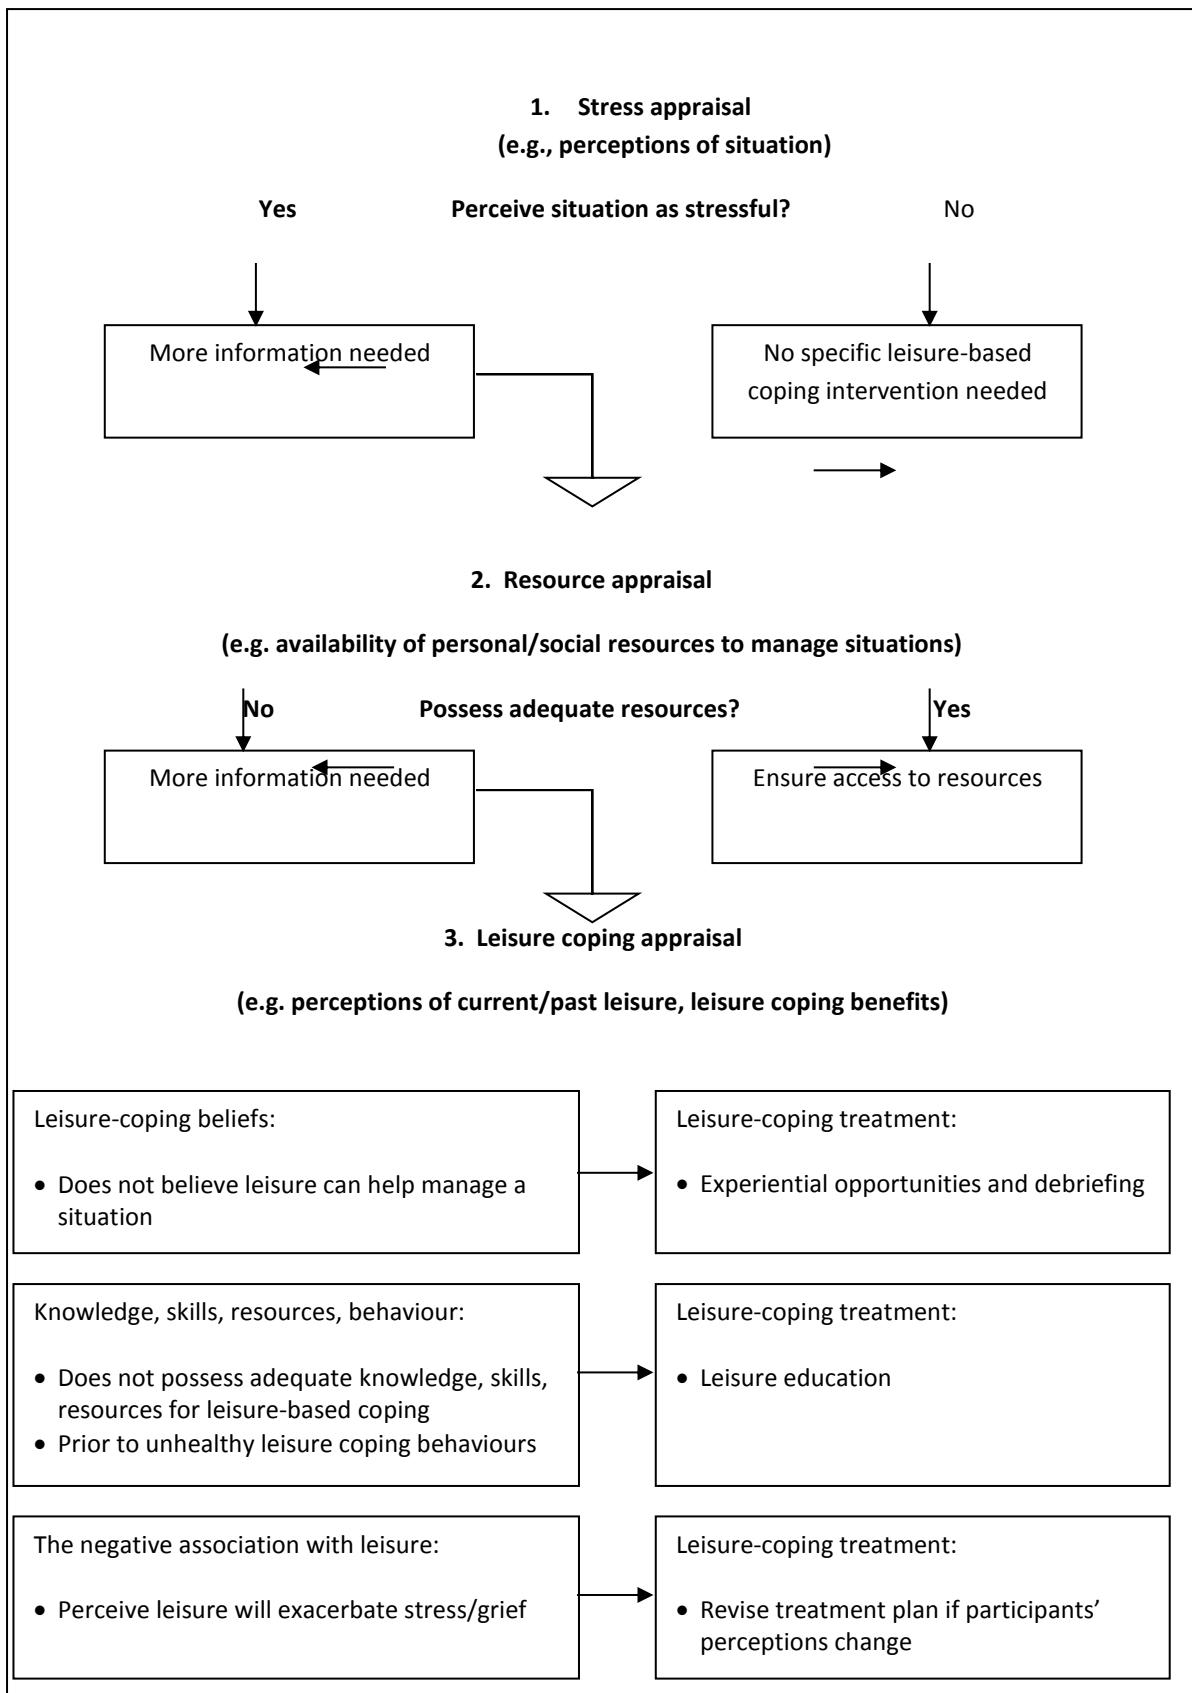 1. Stress appraisal
(e.g., perceptions of situation)
Yes Perceive situation as stressful? No
More information needed
No specific leisure-based
coping intervention needed
2. Resource appraisal
(e.g. availability of personal/social resources to manage situations)
No Possess adequate resources? Yes
More information needed
Ensure access to resources
3. Leisure coping appraisal
(e.g. perceptions of current/past leisure, leisure coping benefits)
Leisure-coping beliefs:
• Does not believe leisure can help manage a
situation
Leisure-coping treatment:
• Experiential opportunities and debriefing
Knowledge, skills, resources, behaviour:
• Does not possess adequate knowledge, skills,
resources for leisure-based coping
• Prior to unhealthy leisure coping behaviours
Leisure-coping treatment:
• Leisure education
The negative association with leisure:
• Perceive leisure will exacerbate stress/grief
Leisure-coping treatment:
• Revise treatment plan if participants’
perceptions change